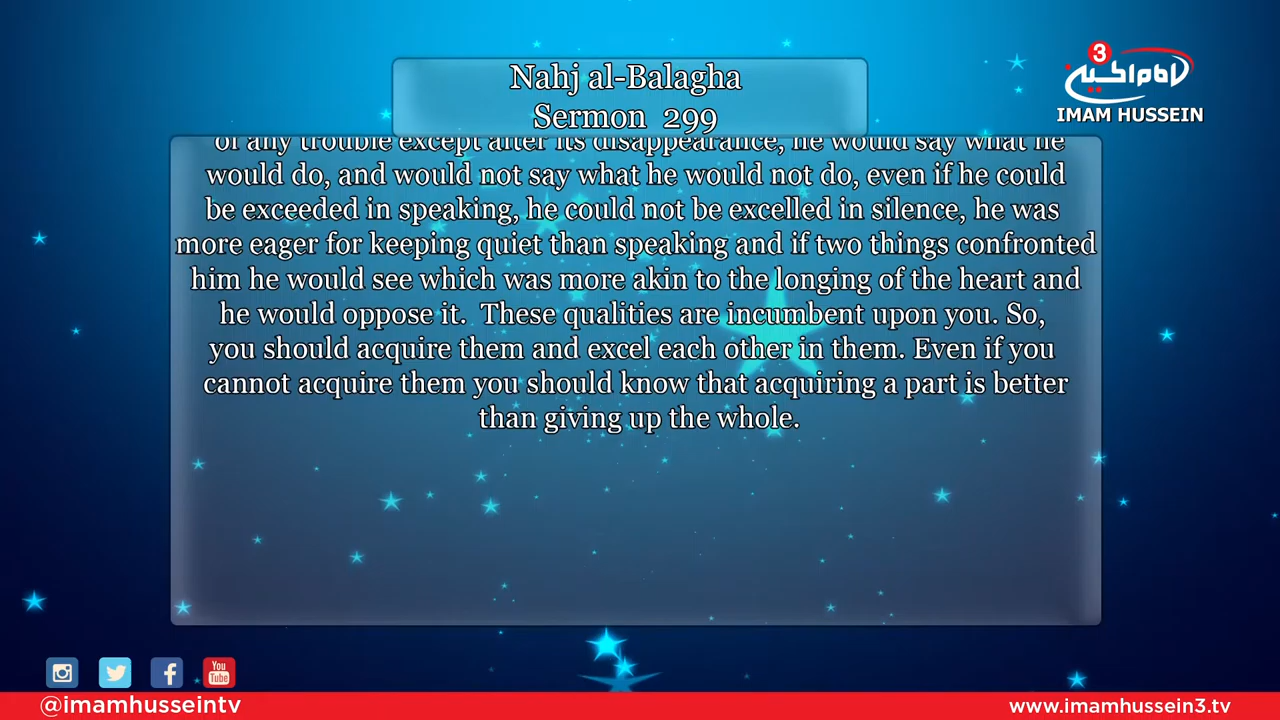 Nahj al-Balagha
Sermon 299
3
الامام الحسين
IMAM HUSSEIN
of any trouble except after its disappearance, he would say what he
would do, and would not say what he would not do, even if he could
be exceeded in speaking, he could not be excelled in silence, he was
more eager for keeping quiet than speaking and if two things confronted
him he would see which was more akin to the longing of the heart and
he would oppose it. These qualities are incumbent upon you. So,
you should acquire them and excel each other in them. Even if you
cannot acquire them you should know that acquiring a part is better
than giving up the whole.
You
Tube
@imamhusseintv
www.imamhussein3.tv